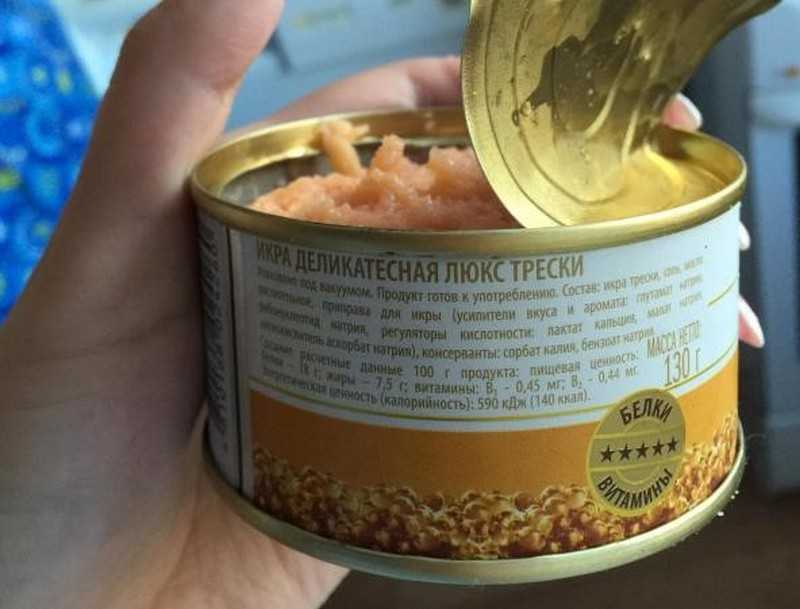 ИКРА ДЕЛИКАТЕСНАЯ ЛЮКС ТРЕСКИ
Упаковано под вакуумом. Продукт готов к употреблению. Состав: икра трески, соль, масло
растительное, приправа для икры (усилители вкуса и аромата: глутамат натрия,
рибонуклеотид натрия, регуляторы кислотности: лактат кальция, малат натрия,
антиокислитель аскорбат натрия), консерванты: сорбат калия, бензоат натрия.
Средние расчетные данные 100 г продукта: пищевая ценность:
белки - 18 г; жиры - 7,5 г; витамины: В₁ - 0,45 мг; В₂ - 0,44 мг.
Энергетическая ценность (калорийность): 590 кДж (140 ккал).
МАССА НЕТТО:
130 г
БЕЛКИ
ВИТАМИНЫ